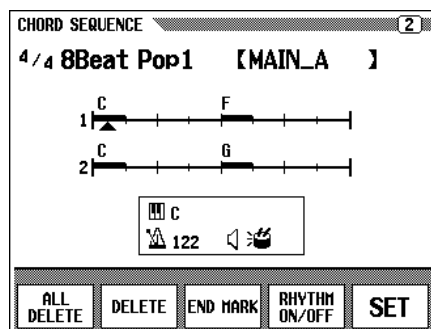 CHORD SEQUENCE 2
4/4 8Beat Pop1 【MAIN_A 】
C F
1
C G
2
C
122
ALL DELETE DELETE END MARK RHYTHM ON/OFF SET